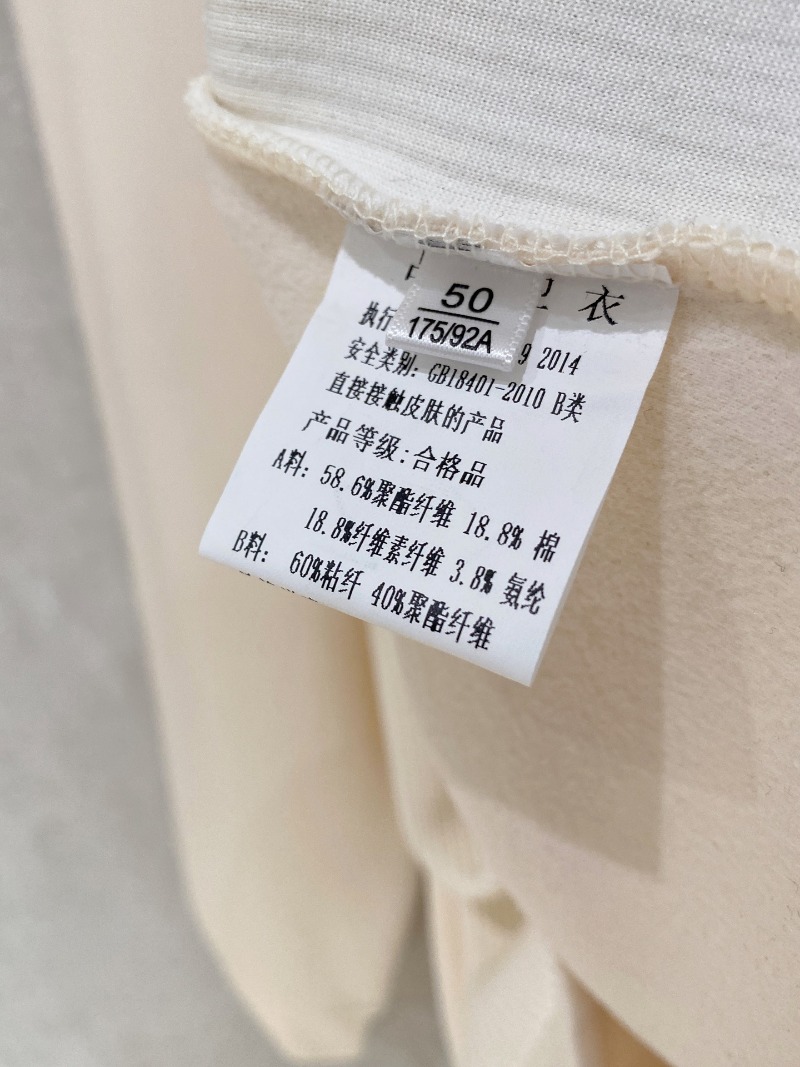 50
175/92A
衣
执行
9 2014
安全类别: GB18401-2010 B类
直接接触皮肤的产品
产品等级:合格品
A料: 58.6%聚酯纤维 18.8% 棉
18.8%纤维素纤维 3.8% 氨纶
B料: 60%粘纤 40%聚酯纤维